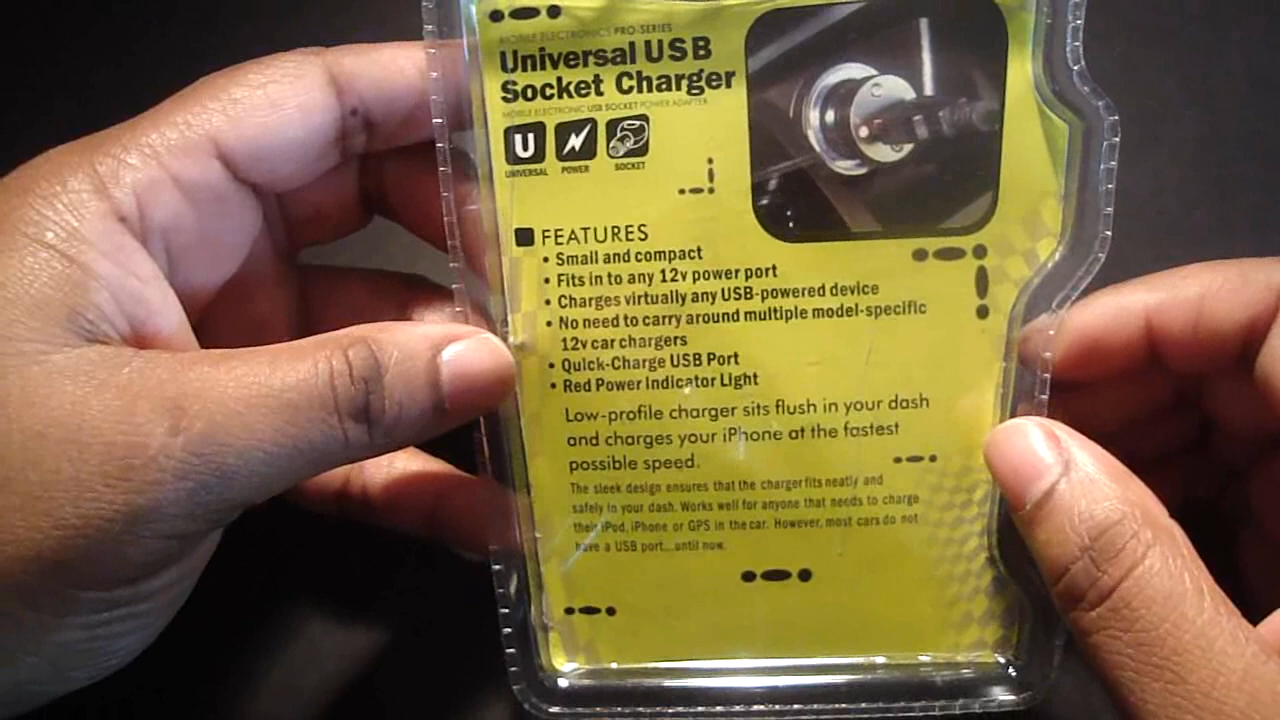 MOBILE ELECTRONICS PRO-SERIES
Universal USB
Socket Charger
MOBILE ELECTRONIC USB SOCKET POWER ADAPTER
U
UNIVERSAL POWER SOCKET
FEATURES
• Small and compact
• Fits in to any 12v power port
• Charges virtually any USB-powered device
• No need to carry around multiple model-specific
12v car chargers
• Quick-Charge USB Port
• Red Power Indicator Light
Low-profile charger sits flush in your dash
and charges your iPhone at the fastest
possible speed.
The sleek design ensures that the charger fits neatly and
safely in your dash. Works well for anyone that needs to charge
their iPod, iPhone or GPS in the car. However, most cars do not
have a USB port...until now.